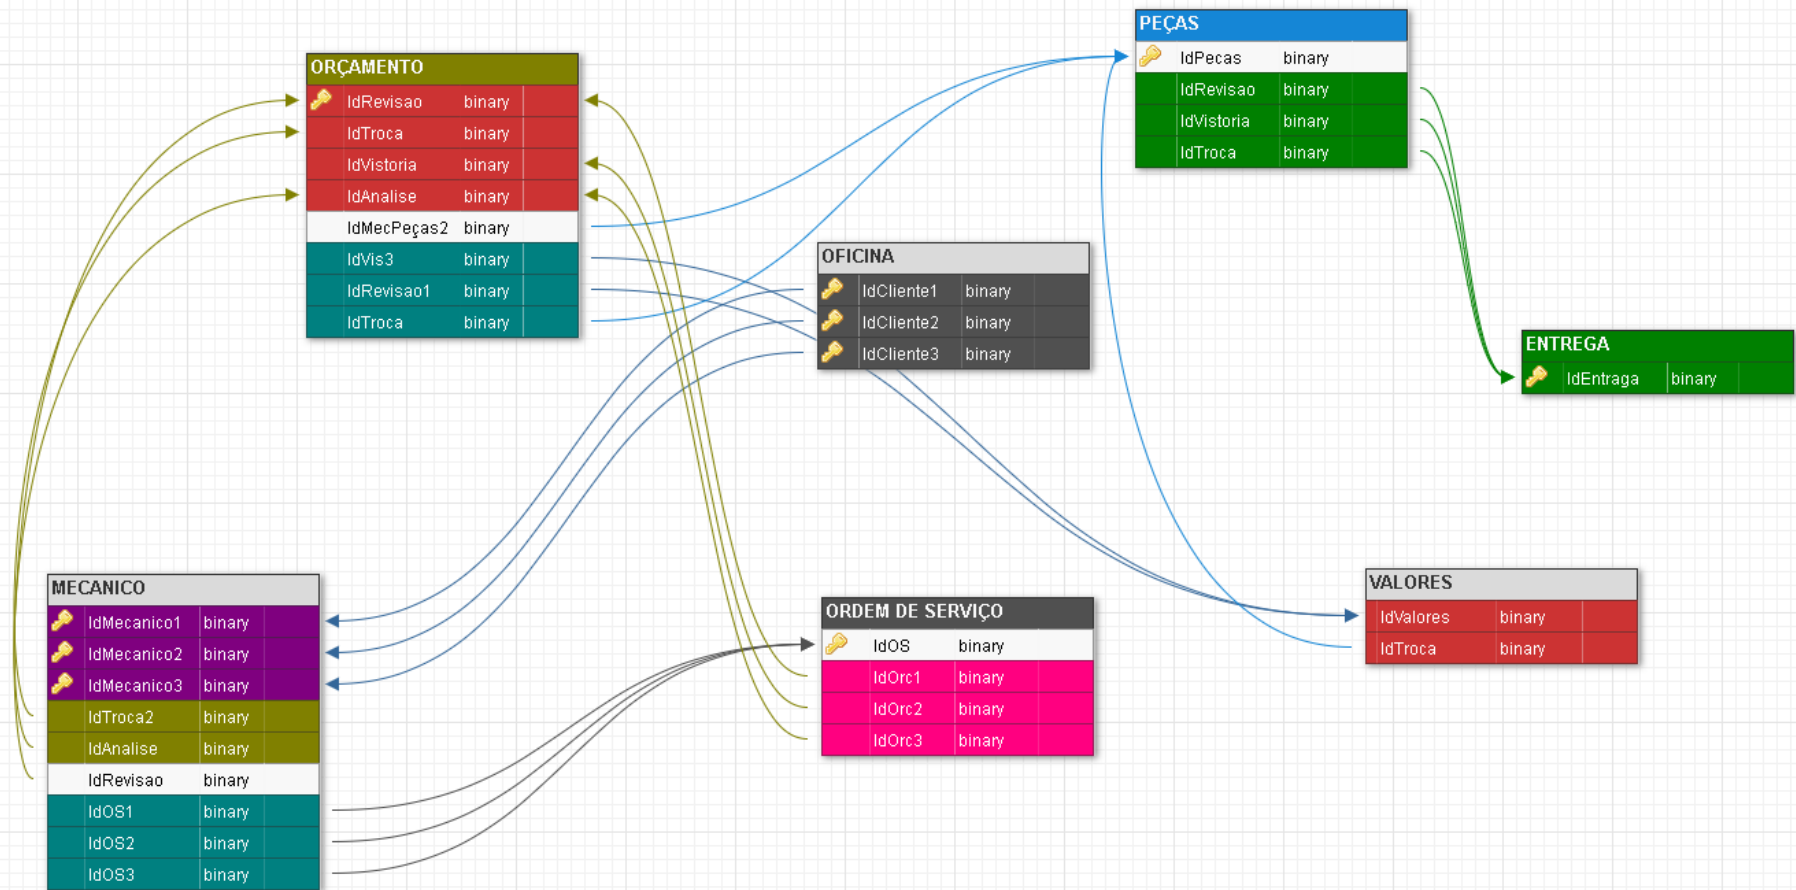 ORÇAMENTO
IdRevisao binary
IdTroca binary
IdVistoria binary
IdAnalise binary
IdMecPeças2 binary
IdVis3 binary
IdRevisao1 binary
IdTroca binary
PEÇAS
IdPecas binary
IdRevisao binary
IdVistoria binary
IdTroca binary
OFICINA
IdCliente1 binary
IdCliente2 binary
IdCliente3 binary
ENTREGA
IdEntraga binary
MECANICO
IdMecanico1 binary
IdMecanico2 binary
IdMecanico3 binary
IdTroca2 binary
IdAnalise binary
IdRevisao binary
IdOS1 binary
IdOS2 binary
IdOS3 binary
ORDEM DE SERVIÇO
IdOS binary
IdOrc1 binary
IdOrc2 binary
IdOrc3 binary
VALORES
IdValores binary
IdTroca binary